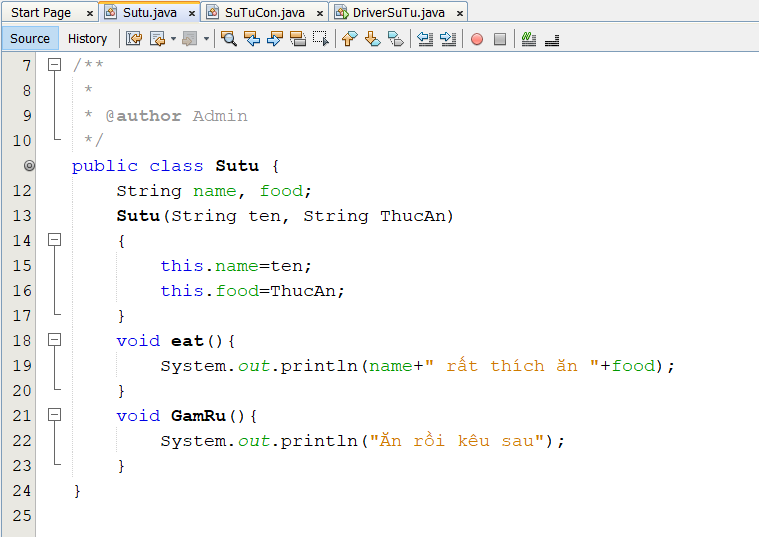 Start Page
Sutu.java
SuTuCon.java
DriverSuTu.java
Source
History
7 /**
8 *
9 * @author Admin
10 */
public class Sutu {
12 String name, food;
13 Sutu(String ten, String ThucAn)
14 {
15 this.name=ten;
16 this.food=ThucAn;
17 }
18 void eat(){
19 System.out.println(name+" rất thích ăn "+food);
20 }
21 void GamRu(){
22 System.out.println("Ăn rồi kêu sau");
23 }
24 }
25